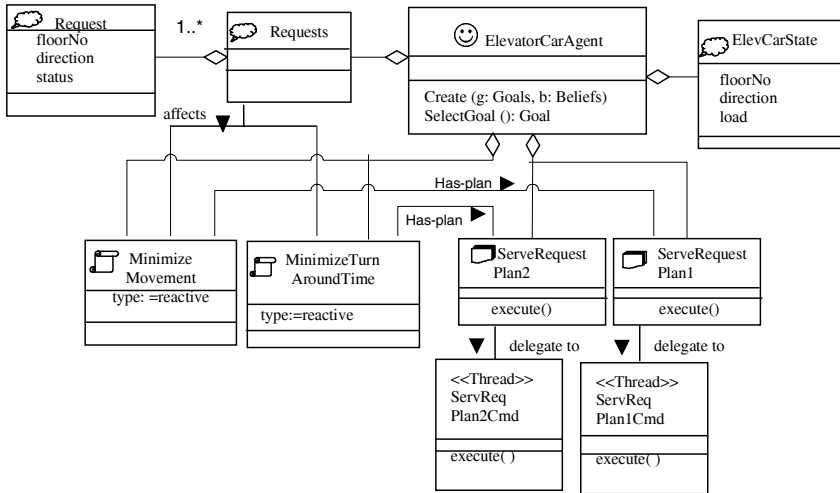 Request
floorNo
direction
status
1..*
Requests
ElevatorCarAgent
Create (g: Goals, b: Beliefs)
SelectGoal (): Goal
ElevCarState
floorNo
direction
load
affects
Has-plan
Has-plan
Minimize
Movement
type: =reactive
MinimizeTurn
AroundTime
type:=reactive
ServeRequest
Plan2
execute()
ServeRequest
Plan1
execute()
delegate to
delegate to
<<Thread>>
ServReq
Plan2Cmd
execute( )
<<Thread>>
ServReq
Plan1Cmd
execute( )